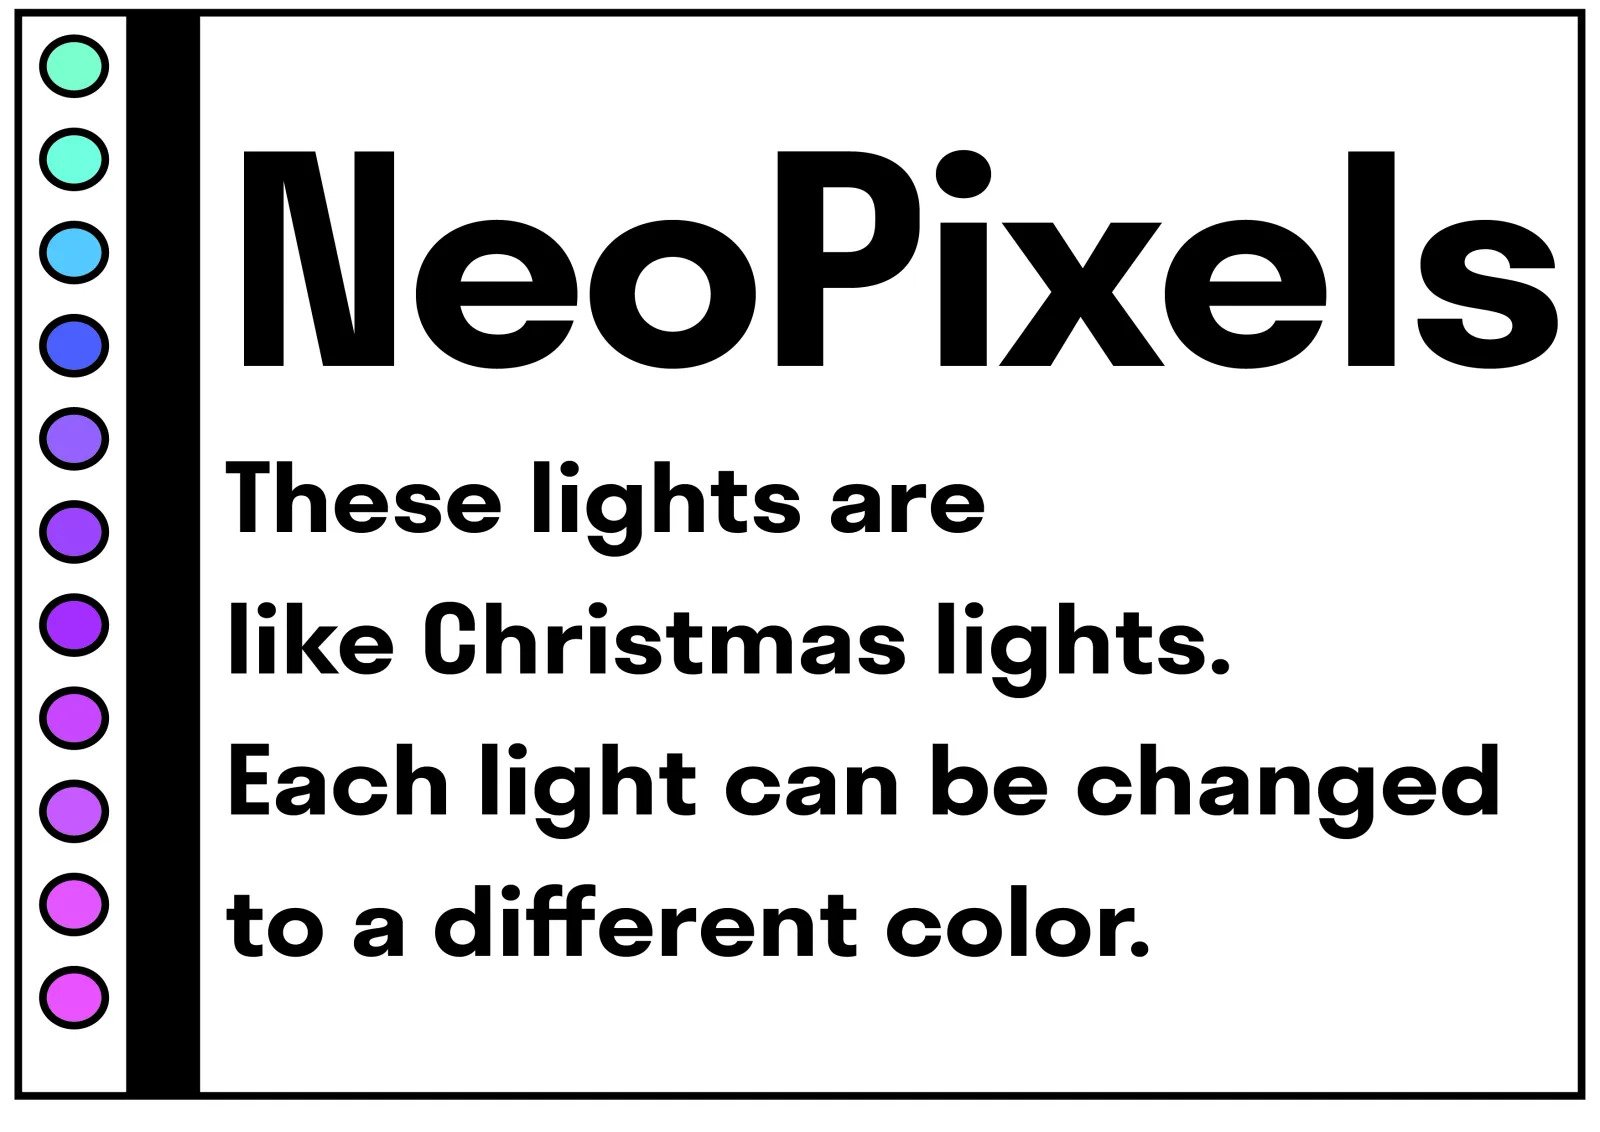 NeoPixels
These lights are
like Christmas lights.
Each light can be changed
to a different color.